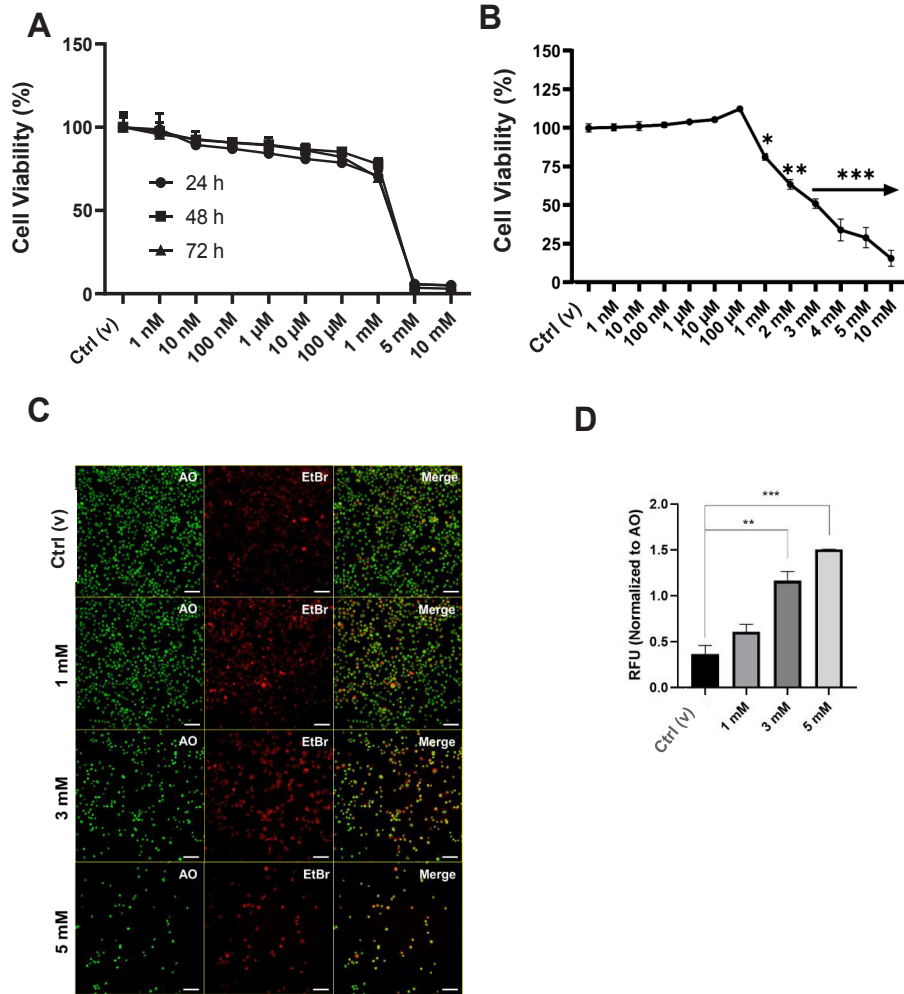 A
150
100
50
0
Cell Viability (%)
24 h
48 h
72 h
Ctrl (v)
1 nM
10 nM
100 nM
1 µM
10 µM
100 µM
1 mM
5 mM
10 mM
B
150
125
100
75
50
25
0
Cell Viability (%)
*
**
***
Ctrl (v)
1 nM
10 nM
100 nM
1 µM
10 µM
100 µM
1 mM
2 mM
3 mM
4 mM
5 mM
10 mM
C
Ctrl (v)
AO
EtBr
Merge
1 mM
AO
EtBr
Merge
3 mM
AO
EtBr
Merge
5 mM
AO
EtBr
Merge
D
RFU (Normalized to AO)
2.0
1.5
1.0
0.5
0.0
***
**
Ctrl (v)
1 mM
3 mM
5 mM